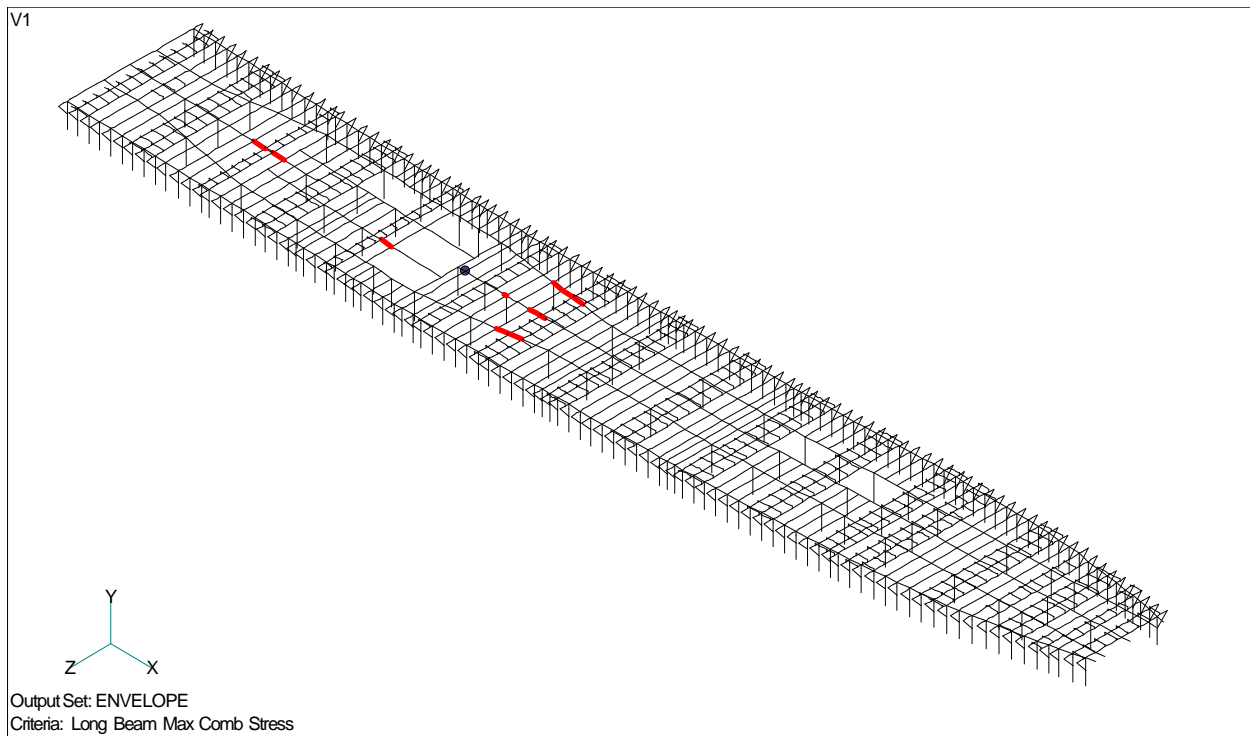 V1
Y
Z X
Output Set: ENVELOPE
Criteria: Long Beam Max Comb Stress